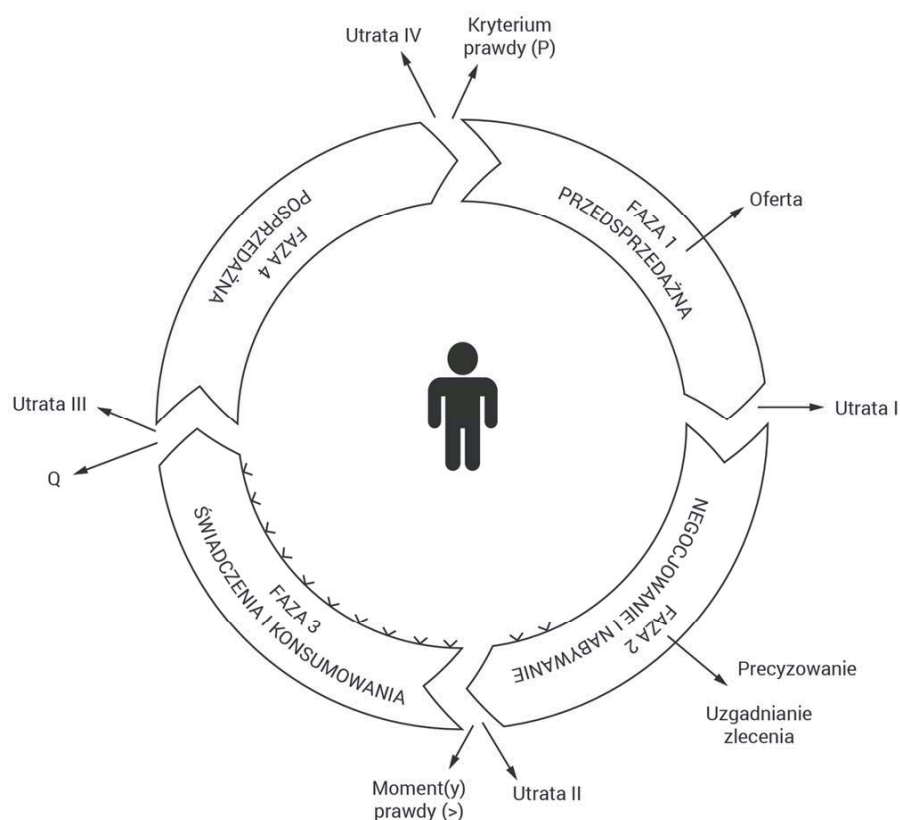 Utrata IV
Kryterium
prawdy (P)
FAZA 1
PRZEDSPRZEDAŻNA
Oferta
Utrata I
NEGOCJOWANIE I NABYWANIE
FAZA 2
Precyzowanie
Uzgadnianie
zlecenia
Utrata II
Moment(y)
prawdy (>)
FAZA 3
ŚWIADCZENIA I KONSUMOWANIA
Q
Utrata III
POSPRZEDAŻNA
FAZA 4